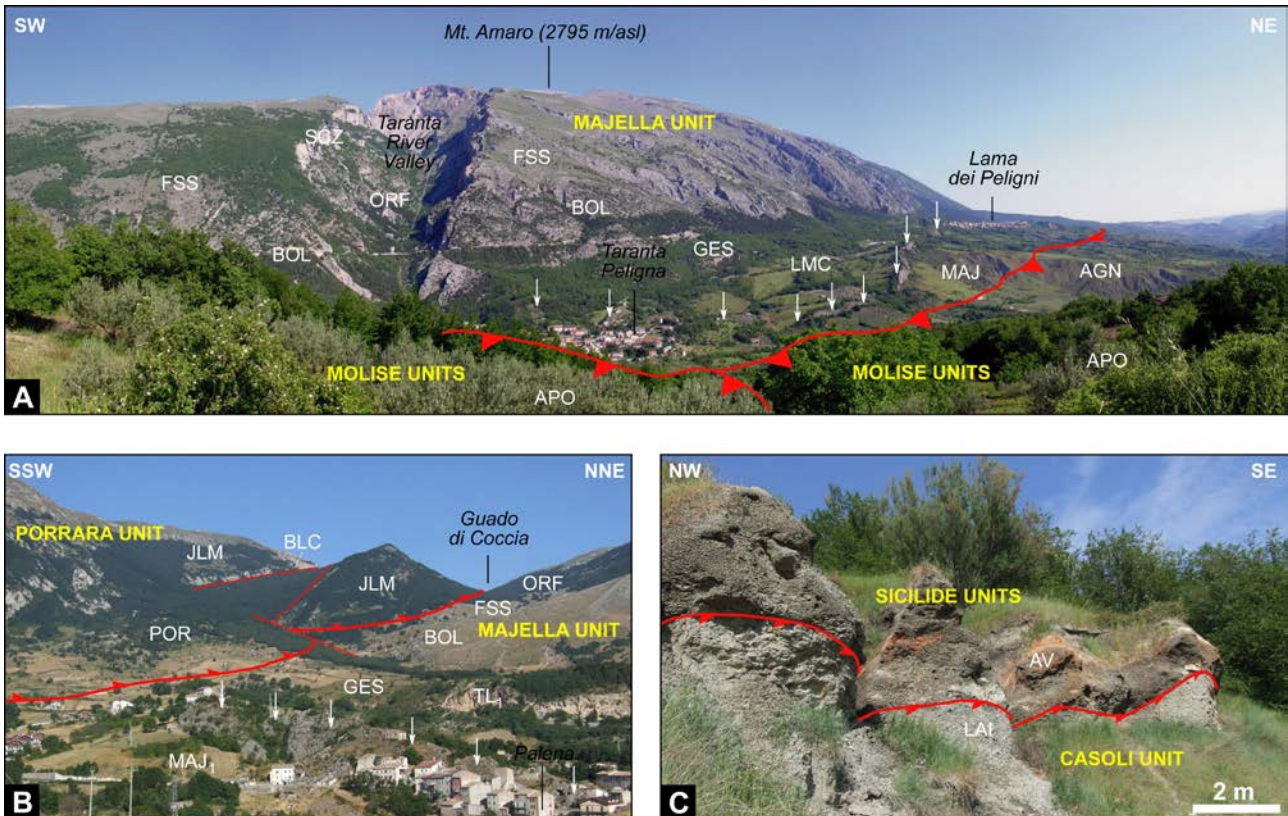 SW
NE
Mt. Amaro (2795 m/asl)
SCZ
Taranta
River
Valley
MAJELLA UNIT
FSS
FSS
Lama
dei Peligni
ORF
BOL
BOL
GES
Taranta
Peligna
LMC
MAJ
AGN
APO
MOLISE UNITS
MOLISE UNITS
APO
A
SSW
NNE
PORRARA UNIT
Guado
di Coccia
JLM
BLC
JLM
ORF
FSS
POR
BOL
MAJELLA UNIT
GES
TL1
MAJ1
Palena
B
NW
SE
SICILIDE UNITS
AV
LAI
CASOLI UNIT
2 m
C